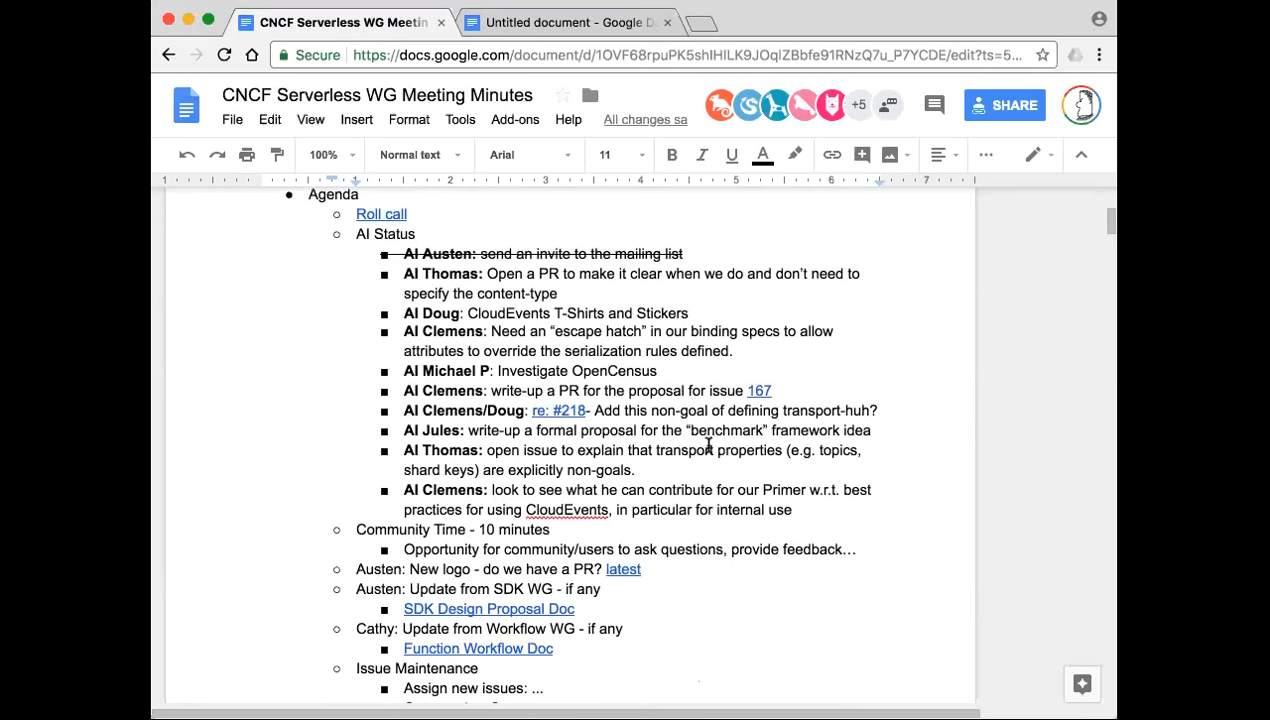 CNCF Serverless WG Meetin
Untitled document - Google D
Secure
https://docs.google.com/document/d/1OVF68rpuPK5shIHILK9JOqlZBbfe91RNzQ7u_P7YCDE/edit?ts=5...
CNCF Serverless WG Meeting Minutes
+5
SHARE
File Edit View Insert Format Tools Add-ons Help All changes sa
100% Normal text Arial 11 B I U A
1 1 2 3 4 5 6 7
● Agenda
○ Roll call
○ AI Status
■ AI Austen: send an invite to the mailing list
■ AI Thomas: Open a PR to make it clear when we do and don’t need to
specify the content-type
■ AI Doug: CloudEvents T-Shirts and Stickers
■ AI Clemens: Need an “escape hatch” in our binding specs to allow
attributes to override the serialization rules defined.
■ AI Michael P: Investigate OpenCensus
■ AI Clemens: write-up a PR for the proposal for issue 167
■ AI Clemens/Doug: re: #218- Add this non-goal of defining transport-huh?
■ AI Jules: write-up a formal proposal for the “benchmark” framework idea
■ AI Thomas: open issue to explain that transport properties (e.g. topics,
shard keys) are explicitly non-goals.
■ AI Clemens: look to see what he can contribute for our Primer w.r.t. best
practices for using CloudEvents, in particular for internal use
○ Community Time - 10 minutes
■ Opportunity for community/users to ask questions, provide feedback…
○ Austen: New logo - do we have a PR? latest
○ Austen: Update from SDK WG - if any
■ SDK Design Proposal Doc
○ Cathy: Update from Workflow WG - if any
■ Function Workflow Doc
○ Issue Maintenance
■ Assign new issues: ...